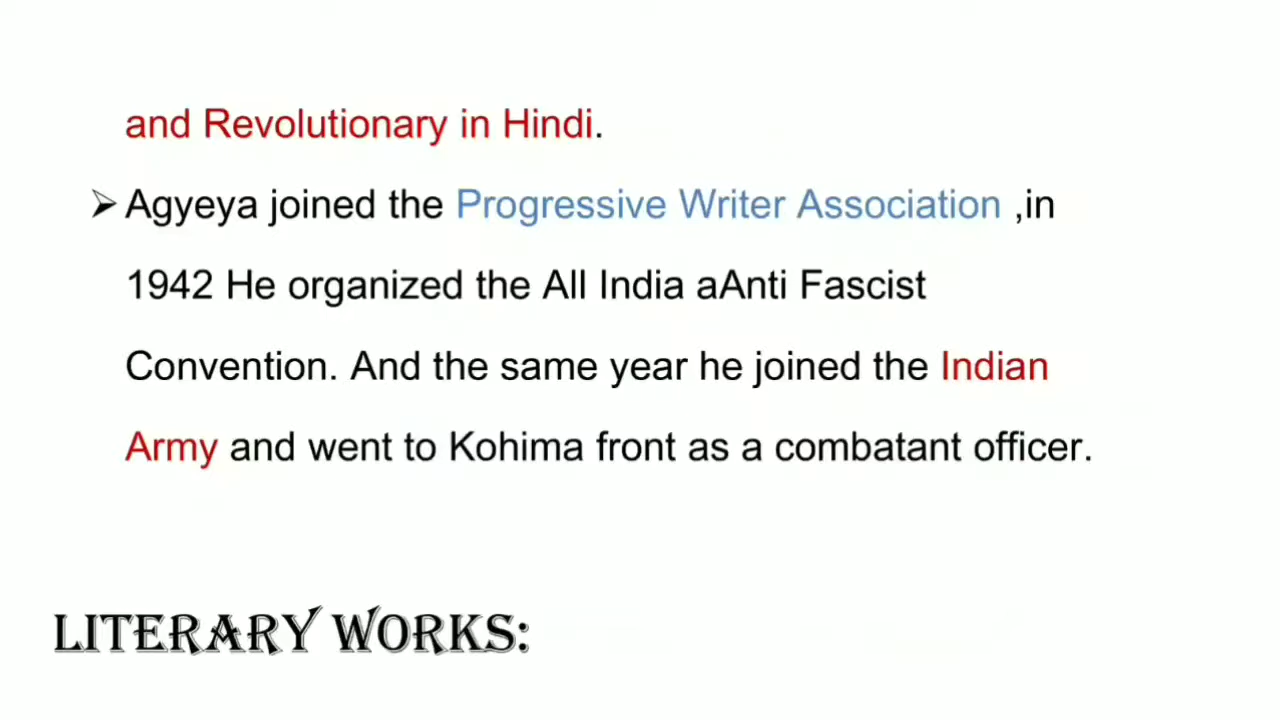 and Revolutionary in Hindi.
➢ Agyeya joined the Progressive Writer Association ,in
1942 He organized the All India aAnti Fascist
Convention. And the same year he joined the Indian
Army and went to Kohima front as a combatant officer.
LITERARY WORKS: